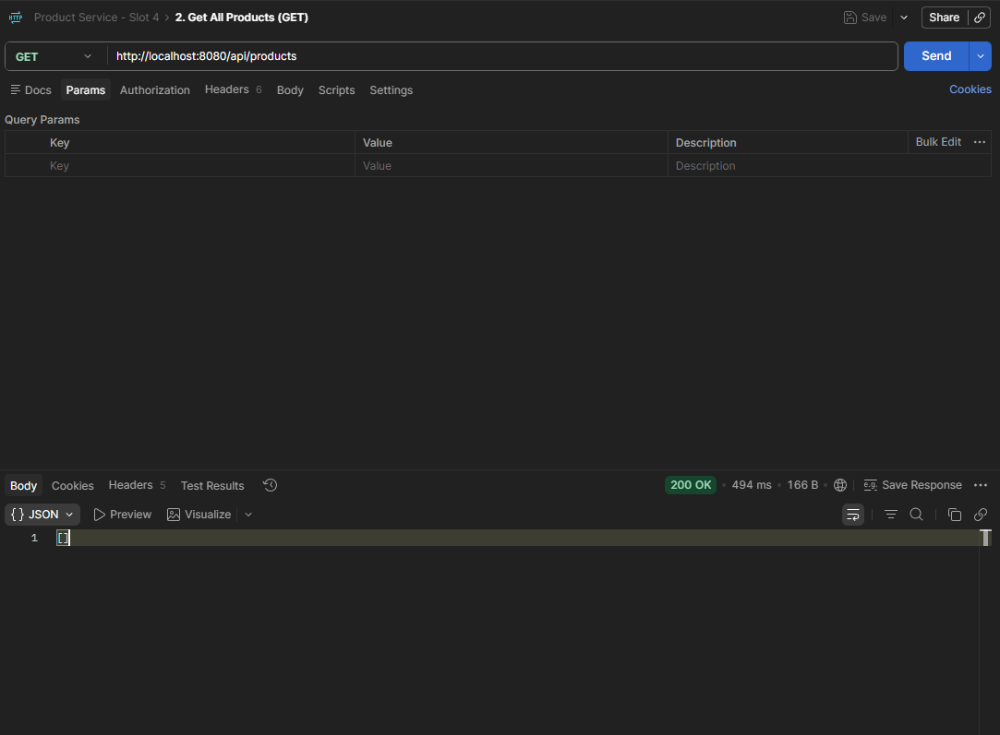 HTTP Product Service - Slot 4 > 2. Get All Products (GET) Save Share
GET http://localhost:8080/api/products Send
Docs Params Authorization Headers 6 Body Scripts Settings Cookies
Query Params
Key Value Description Bulk Edit ...
Key Value Description
Body Cookies Headers 5 Test Results 200 OK • 494 ms • 166 B • e.g. Save Response ...
{} JSON Preview Visualize
1 []